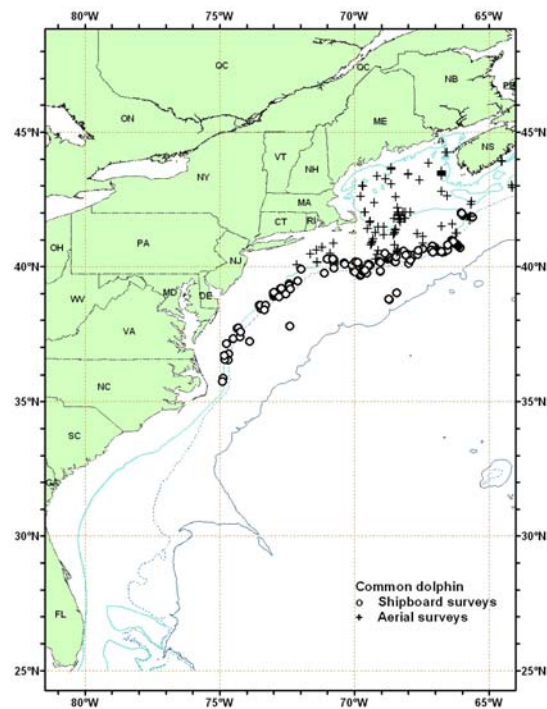 80°W 75°W 70°W 65°W
QC QC NB PE
ON ME
45°N 45°N
VT NS
NH
NY
MA
CT RI
PA
OH NJ
40°N 40°N
MD DE
WV
VA
NC
35°N 35°N
SC
GA
30°N 30°N
Common dolphin
Shipboard surveys
FL Aerial surveys
25°N 25°N
80°W 75°W 70°W 65°W